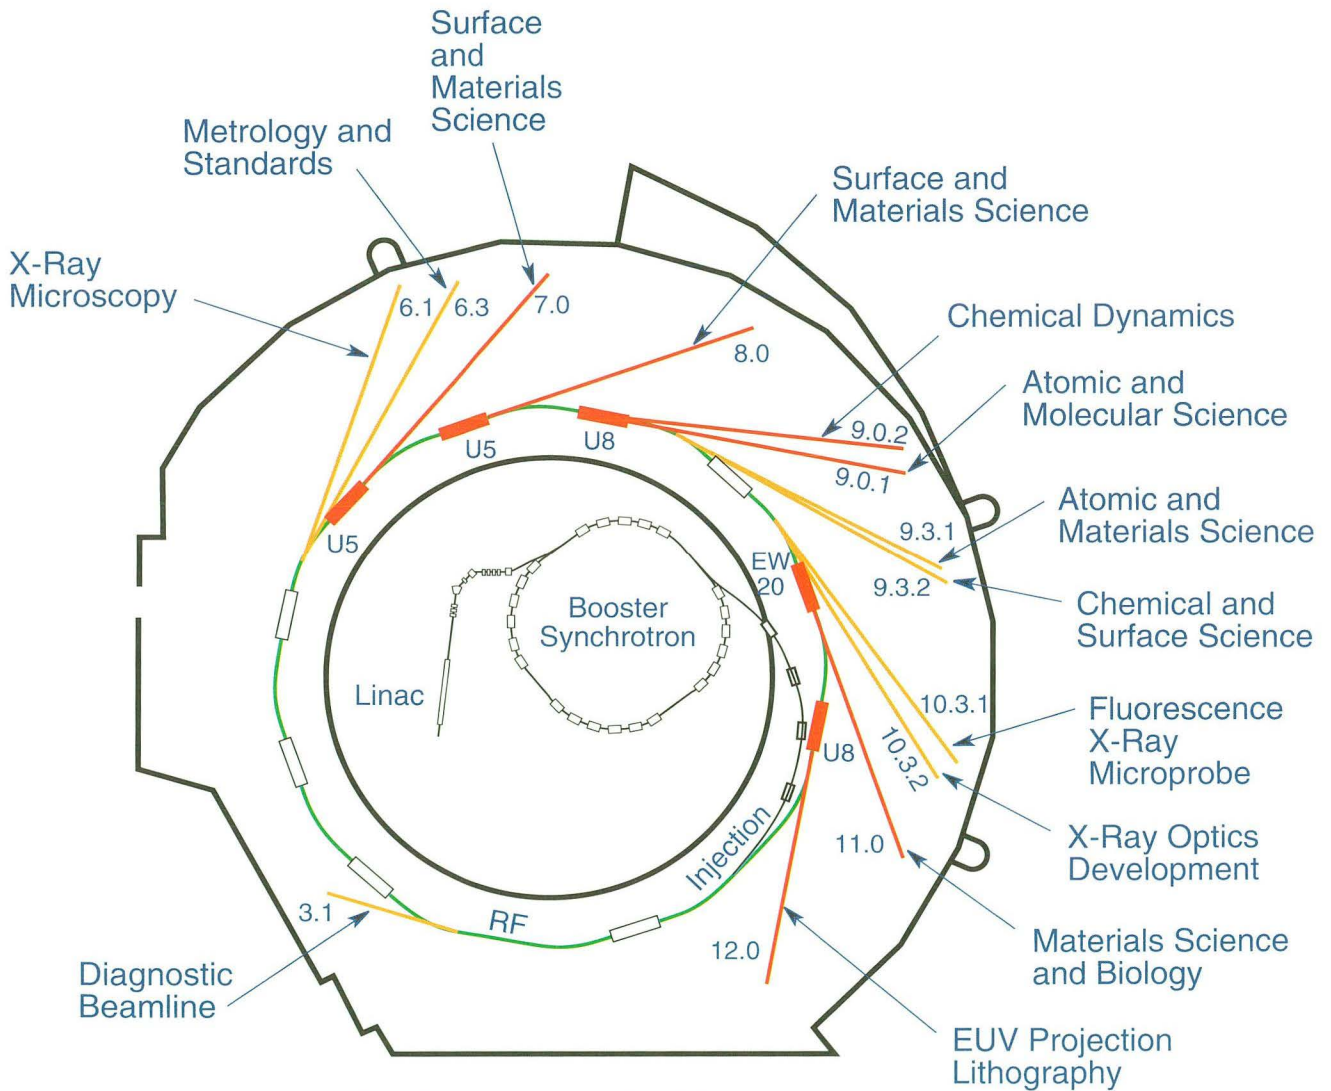 Surface
and
Materials
Science
Metrology and
Standards
Surface and
Materials Science
X-Ray
Microscopy
6.1
6.3
7.0
8.0
Chemical Dynamics
Atomic and
Molecular Science
9.0.2
9.0.1
U5
U8
U5
Atomic and
Materials Science
9.3.1
9.3.2
EW
20
Chemical and
Surface Science
Booster
Synchrotron
Linac
10.3.1
10.3.2
Fluorescence
X-Ray
Microprobe
U8
X-Ray Optics
Development
11.0
Injection
3.1
RF
12.0
Materials Science
and Biology
Diagnostic
Beamline
EUV Projection
Lithography